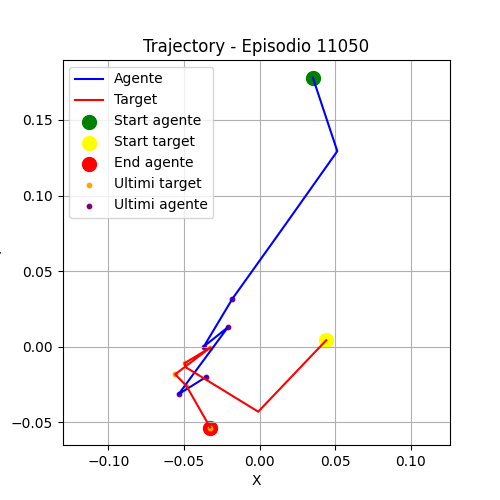 Trajectory - Episodio 11050
Agente
Target
Start agente
Start target
End agente
Ultimi target
Ultimi agente
0.15
0.10
0.05
0.00
−0.05
−0.10
−0.05
0.00
0.05
0.10
X